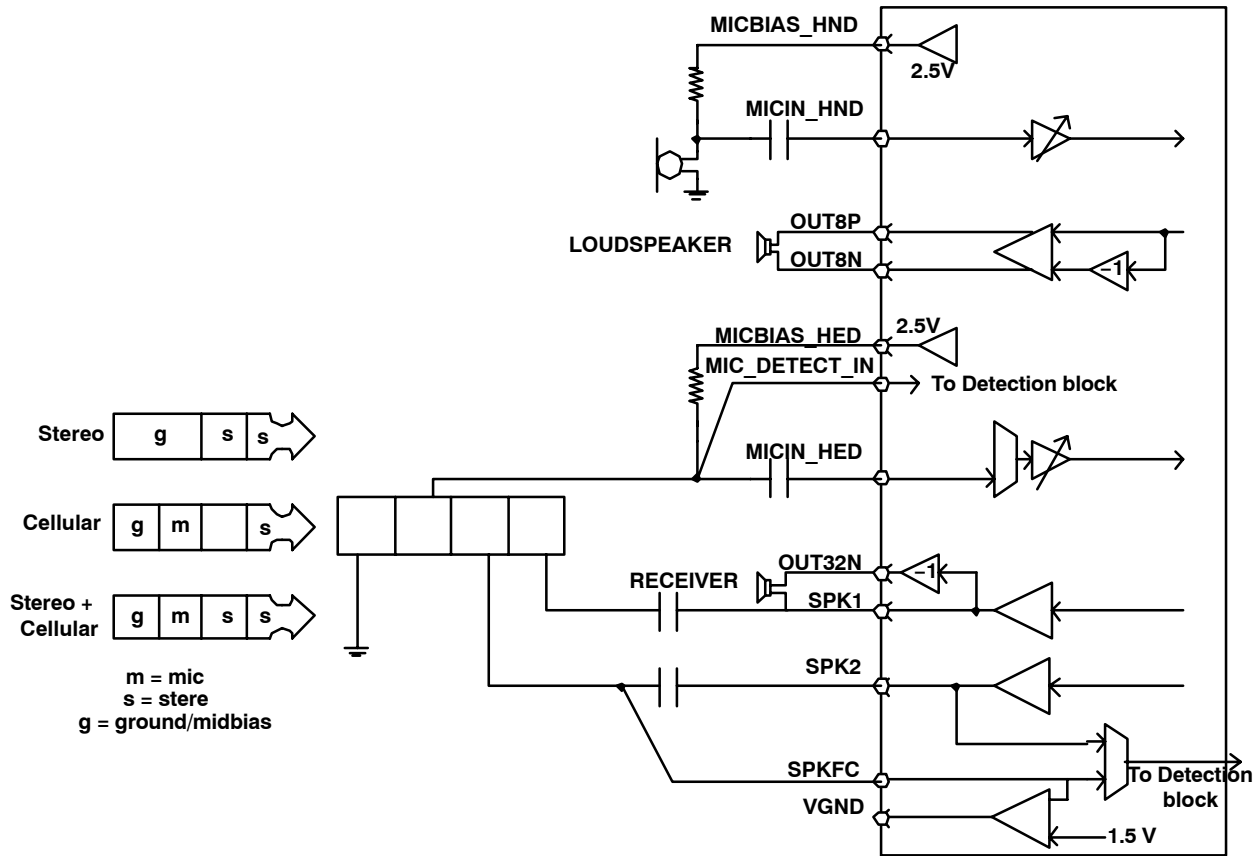 MICBIAS_HND
2.5V
MICIN_HND
OUT8P
LOUDSPEAKER
OUT8N
−1
MICBIAS_HED
2.5V
MIC_DETECT_IN
To Detection block
Stereo
g
s
s
MICIN_HED
Cellular
g
m
s
OUT32N
−1
RECEIVER
SPK1
Stereo +
Cellular
g
m
s
s
SPK2
m = mic
s = stere
g = ground/midbias
SPKFC
To Detection
block
VGND
1.5 V